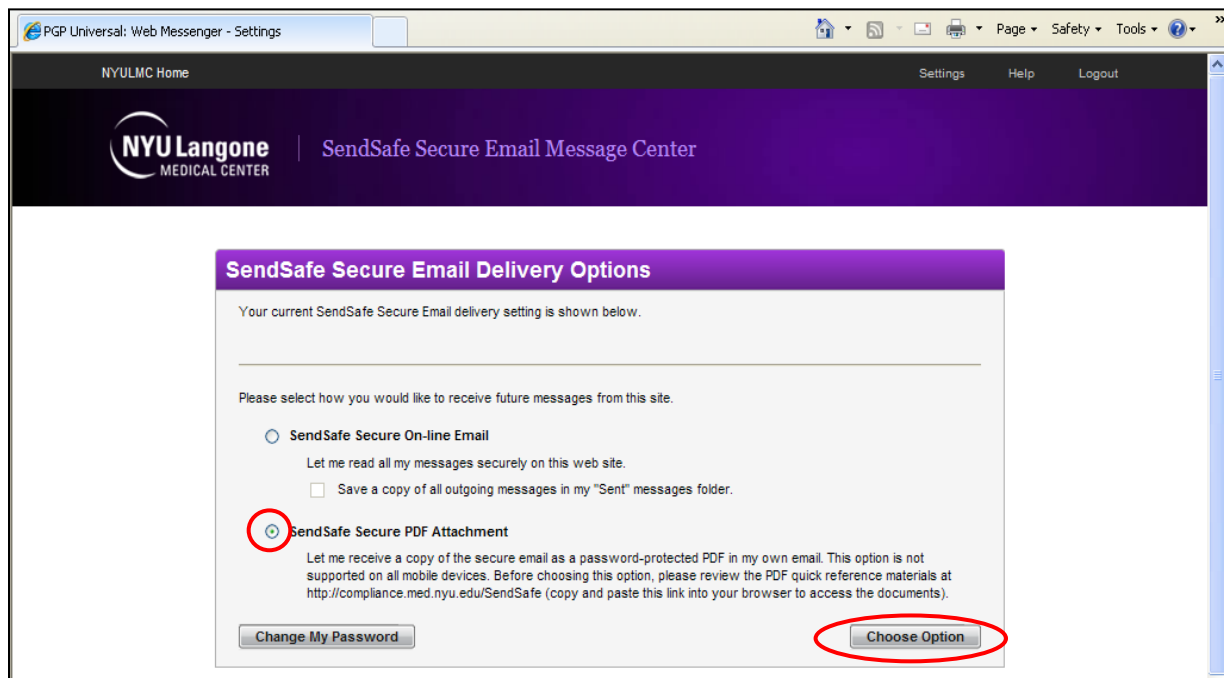 PGP Universal: Web Messenger - Settings
Page
Safety
Tools
»
NYULMC Home
Settings
Help
Logout
NYU Langone
MEDICAL CENTER
SendSafe Secure Email Message Center
SendSafe Secure Email Delivery Options
Your current SendSafe Secure Email delivery setting is shown below.
Please select how you would like to receive future messages from this site.
SendSafe Secure On-line Email
Let me read all my messages securely on this web site.
Save a copy of all outgoing messages in my "Sent" messages folder.
SendSafe Secure PDF Attachment
Let me receive a copy of the secure email as a password-protected PDF in my own email. This option is not
supported on all mobile devices. Before choosing this option, please review the PDF quick reference materials at
http://compliance.med.nyu.edu/SendSafe (copy and paste this link into your browser to access the documents).
Change My Password
Choose Option